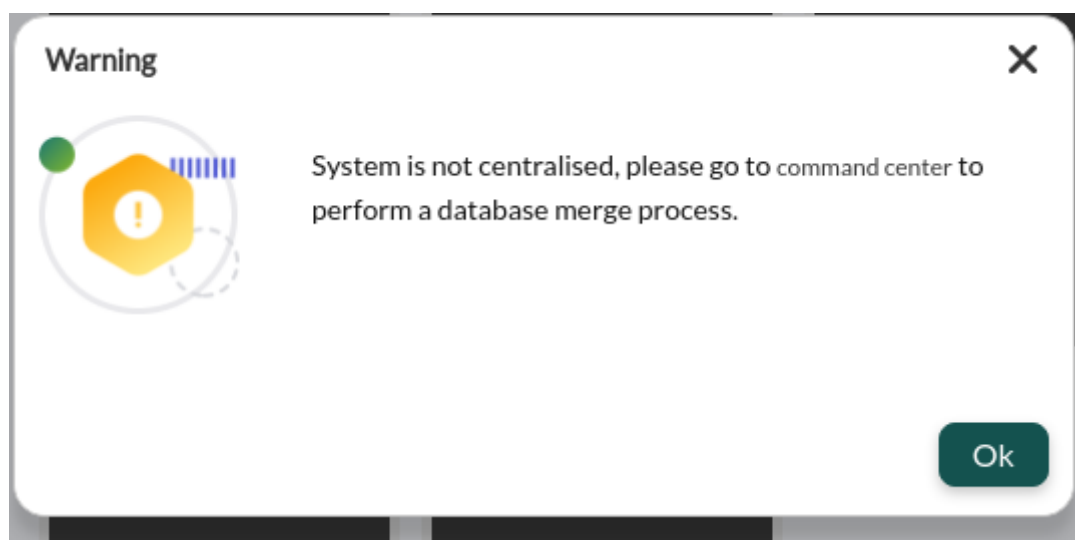 Warning
System is not centralised, please go to command center to
perform a database merge process.
Ok